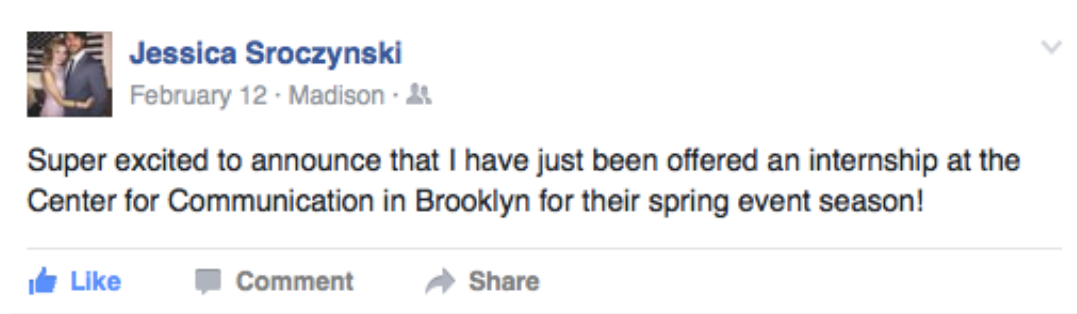 Jessica Sroczynski
February 12 · Madison ·
Super excited to announce that I have just been offered an internship at the
Center for Communication in Brooklyn for their spring event season!
Like Comment Share